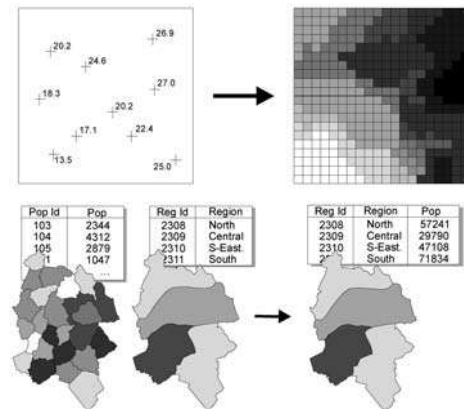 26.9
20.2
24.6
27.0
18.3
20.2
17.1
22.4
13.5
25.0
Pop Id Pop
103 2344
104 4312
105 2879
1047
...
Reg Id Region
2308 North
2309 Central
2310 S-East.
2311 South
Reg Id Region Pop
2308 North 57241
2309 Central 29790
2310 S-East. 47108
South 71834